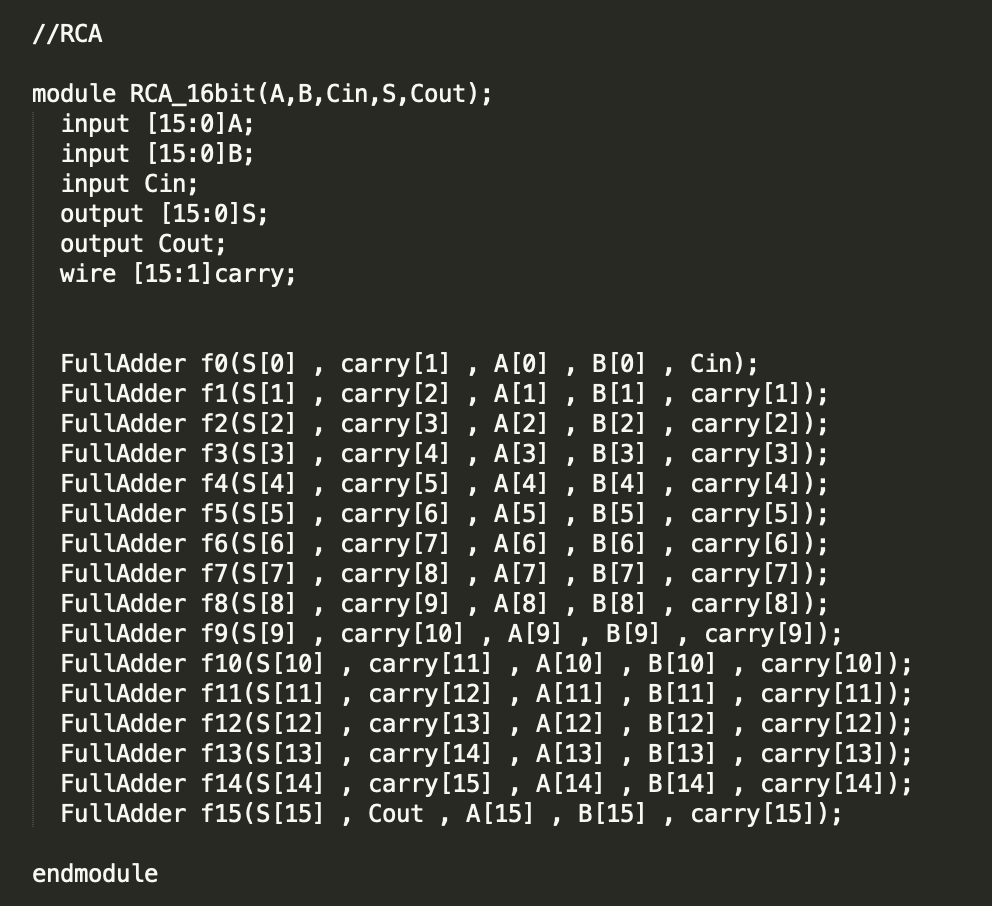 //RCA
module RCA_16bit(A,B,Cin,S,Cout);
input [15:0]A;
input [15:0]B;
input Cin;
output [15:0]S;
output Cout;
wire [15:1]carry;
FullAdder f0(S[0] , carry[1] , A[0] , B[0] , Cin);
FullAdder f1(S[1] , carry[2] , A[1] , B[1] , carry[1]);
FullAdder f2(S[2] , carry[3] , A[2] , B[2] , carry[2]);
FullAdder f3(S[3] , carry[4] , A[3] , B[3] , carry[3]);
FullAdder f4(S[4] , carry[5] , A[4] , B[4] , carry[4]);
FullAdder f5(S[5] , carry[6] , A[5] , B[5] , carry[5]);
FullAdder f6(S[6] , carry[7] , A[6] , B[6] , carry[6]);
FullAdder f7(S[7] , carry[8] , A[7] , B[7] , carry[7]);
FullAdder f8(S[8] , carry[9] , A[8] , B[8] , carry[8]);
FullAdder f9(S[9] , carry[10] , A[9] , B[9] , carry[9]);
FullAdder f10(S[10] , carry[11] , A[10] , B[10] , carry[10]);
FullAdder f11(S[11] , carry[12] , A[11] , B[11] , carry[11]);
FullAdder f12(S[12] , carry[13] , A[12] , B[12] , carry[12]);
FullAdder f13(S[13] , carry[14] , A[13] , B[13] , carry[13]);
FullAdder f14(S[14] , carry[15] , A[14] , B[14] , carry[14]);
FullAdder f15(S[15] , Cout , A[15] , B[15] , carry[15]);
endmodule